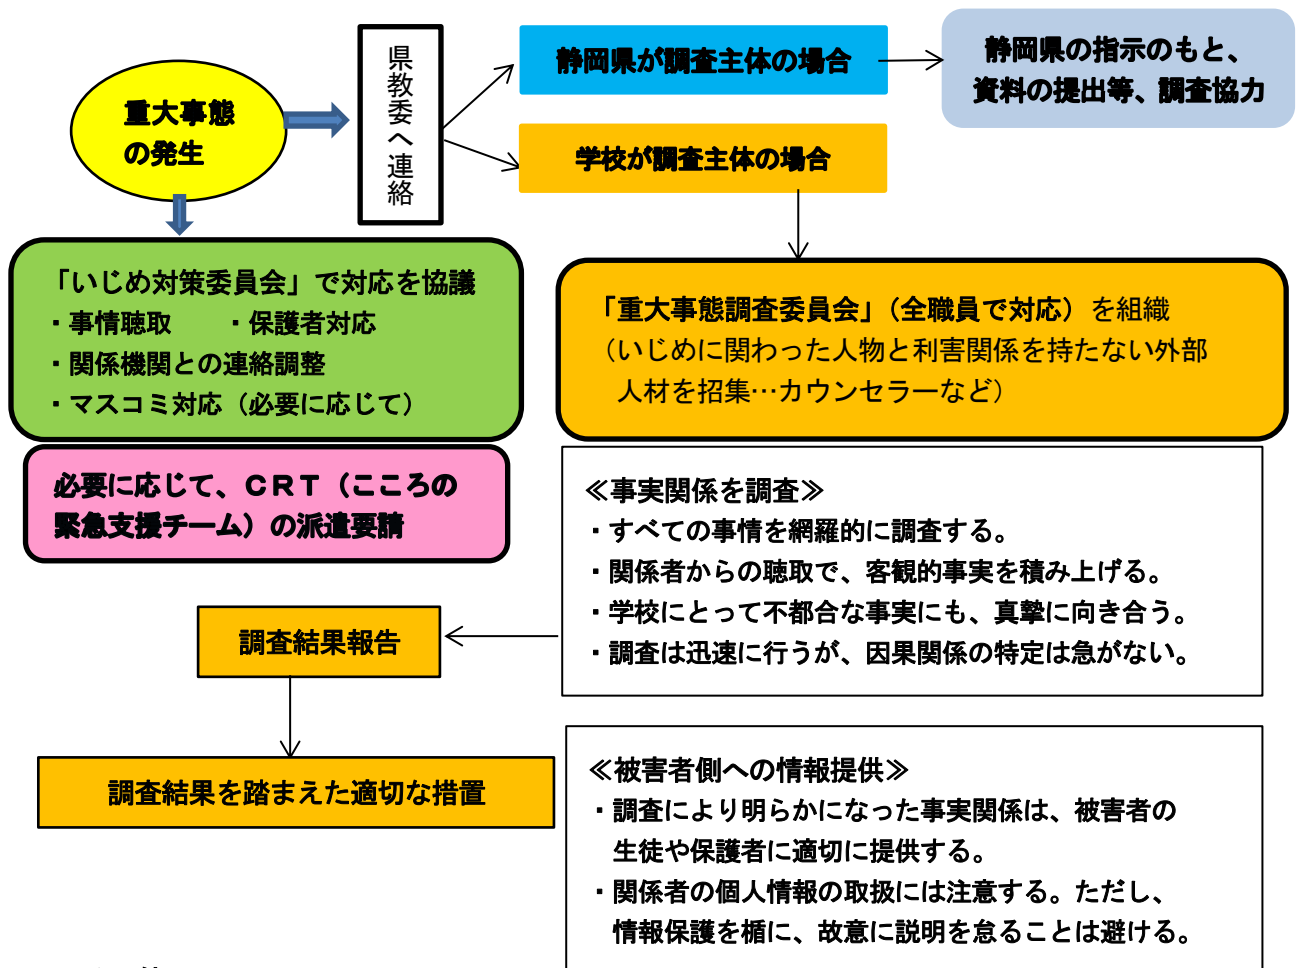 重大事態
の発生
県教委へ連絡
静岡県が調査主体の場合
静岡県の指示のもと、
資料の提出等、調査協力
学校が調査主体の場合
「いじめ対策委員会」で対応を協議
・事情聴取　　・保護者対応
・関係機関との連絡調整
・マスコミ対応（必要に応じて）
「重大事態調査委員会」（全職員で対応）を組織
（いじめに関わった人物と利害関係を持たない外部
人材を招集…カウンセラーなど）
必要に応じて、ＣＲＴ（こころの
緊急支援チーム）の派遣要請
≪事実関係を調査≫
・すべての事情を網羅的に調査する。
・関係者からの聴取で、客観的事実を積み上げる。
・学校にとって不都合な事実にも、真摯に向き合う。
・調査は迅速に行うが、因果関係の特定は急がない。
調査結果報告
調査結果を踏まえた適切な措置
≪被害者側への情報提供≫
・調査により明らかになった事実関係は、被害者の
生徒や保護者に適切に提供する。
・関係者の個人情報の取扱には注意する。ただし、
情報保護を楯に、故意に説明を怠ることは避ける。